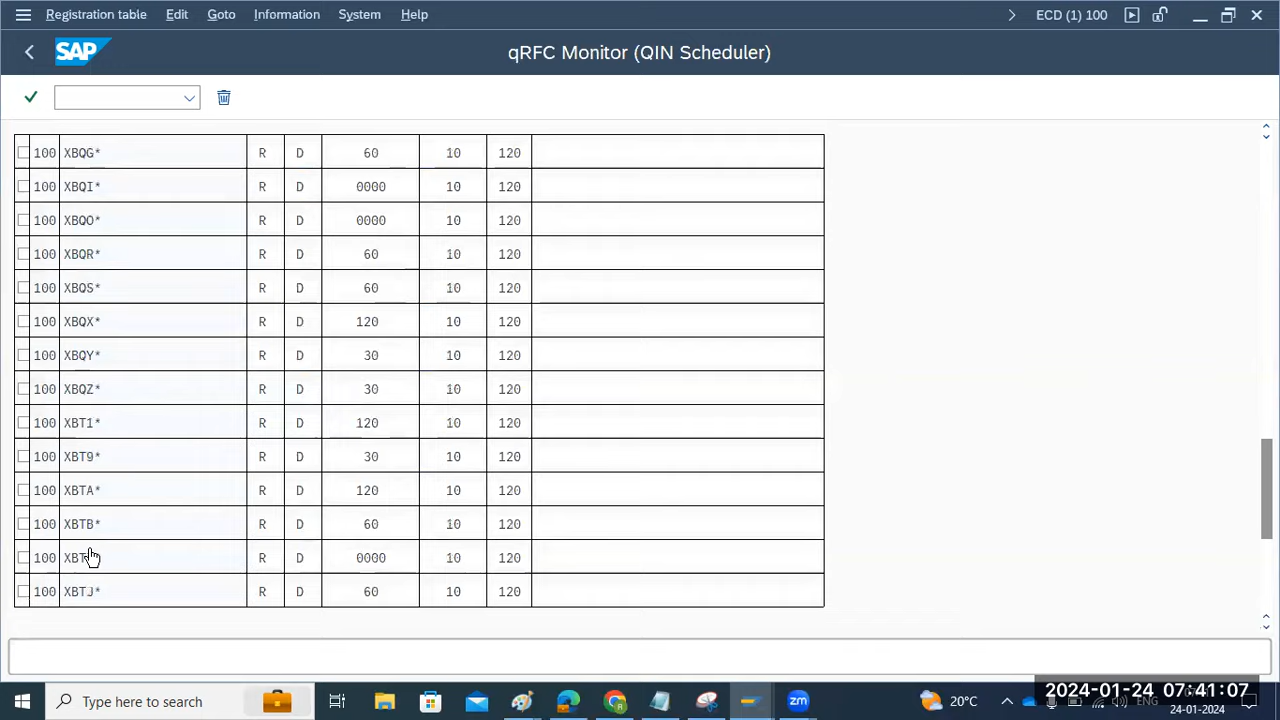 Registration table Edit Goto Information System Help ECD (1) 100
SAP qRFC Monitor (QIN Scheduler)
100 XBQG* R D 60 10 120
100 XBQI* R D 0000 10 120
100 XBQO* R D 0000 10 120
100 XBQR* R D 60 10 120
100 XBQS* R D 60 10 120
100 XBQX* R D 120 10 120
100 XBQY* R D 30 10 120
100 XBQZ* R D 30 10 120
100 XBT1* R D 120 10 120
100 XBT9* R D 30 10 120
100 XBTA* R D 120 10 120
100 XBTB* R D 60 10 120
100 R D 0000 10 120
100 XBTJ* R D 60 10 120
Type here to search 20°C ENG 2024-01-24 07:41:07
24-01-2024